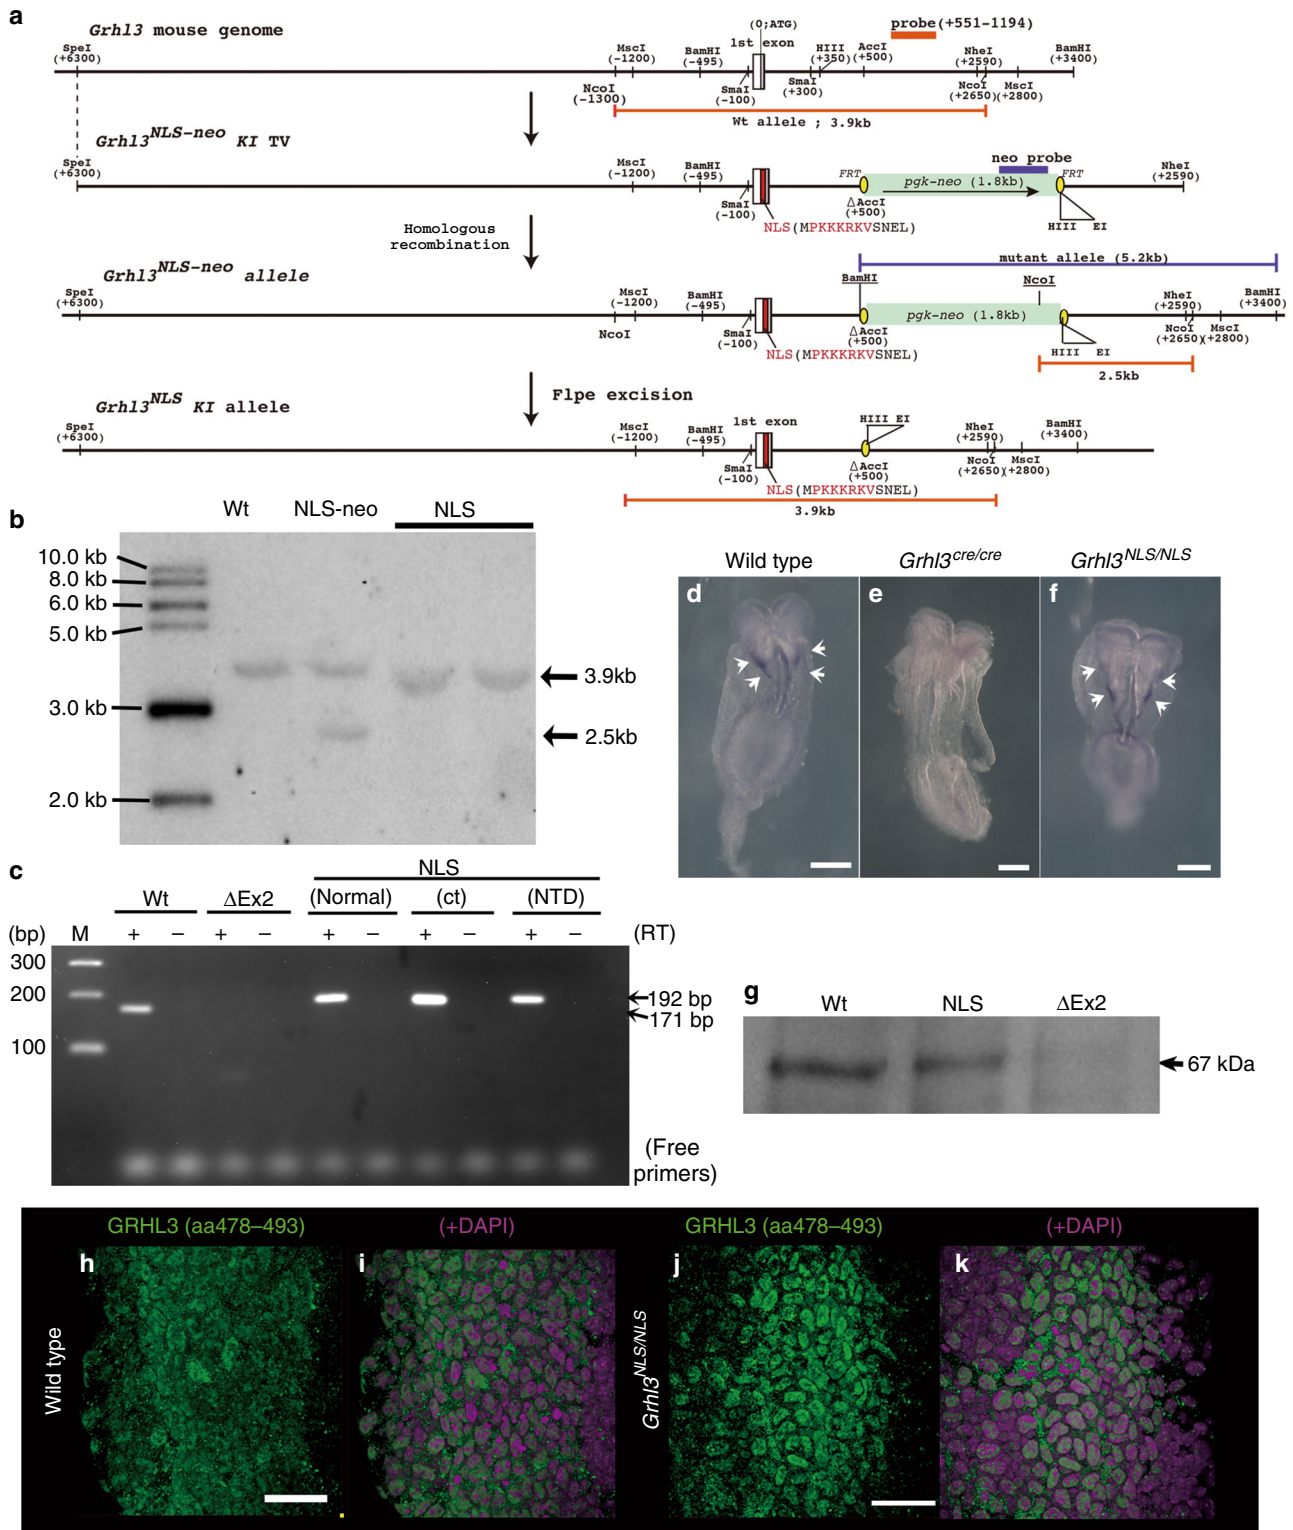 a
Grhl3 mouse genome
(0;ATG)
probe(+551-1194)
SpeI (+6300)
MscI (-1200)
BamHI (-495)
1st exon
HIII (+350)
AccI (+500)
NheI (+2590)
BamHI (+3400)
NcoI (-1300)
SmaI (-100)
SmaI (+300)
NcoI (+2650)
MscI (+2800)
Wt allele ; 3.9kb
Grhl3NLS-neo KI TV
SpeI (+6300)
MscI (-1200)
BamHI (-495)
FRT
neo probe
FRT
NheI (+2590)
pgk-neo (1.8kb)
SmaI (-100)
ΔAccI (+500)
NLS(MPKKKRKVSNEL)
HIII EI
Homologous
recombination
Grhl3NLS-neo allele
mutant allele (5.2kb)
SpeI (+6300)
MscI (-1200)
BamHI (-495)
BamHI
NcoI
NheI (+2590)
BamHI (+3400)
pgk-neo (1.8kb)
NcoI
SmaI (-100)
ΔAccI (+500)
NcoI (+2650)
MscI (+2800)
NLS(MPKKKRKVSNEL)
HIII EI
2.5kb
Flpe excision
Grhl3NLS KI allele
SpeI (+6300)
MscI (-1200)
BamHI (-495)
1st exon
HIII EI
NheI (+2590)
BamHI (+3400)
SmaI (-100)
ΔAccI (+500)
NcoI (+2650)
MscI (+2800)
NLS(MPKKKRKVSNEL)
3.9kb
b
Wt NLS-neo NLS
10.0 kb
8.0 kb
6.0 kb
5.0 kb
3.0 kb
2.0 kb
3.9kb
2.5kb
Wild type Grhl3cre/cre Grhl3NLS/NLS
d e f
c
NLS
Wt ΔEx2 (Normal) (ct) (NTD)
(bp) M + – + – + – + – + – (RT)
300
200
100
192 bp
171 bp
(Free
primers)
g
Wt NLS ΔEx2
67 kDa
GRHL3 (aa478–493) (+DAPI) GRHL3 (aa478–493) (+DAPI)
h i j k
Wild type
Grhl3NLS/NLS